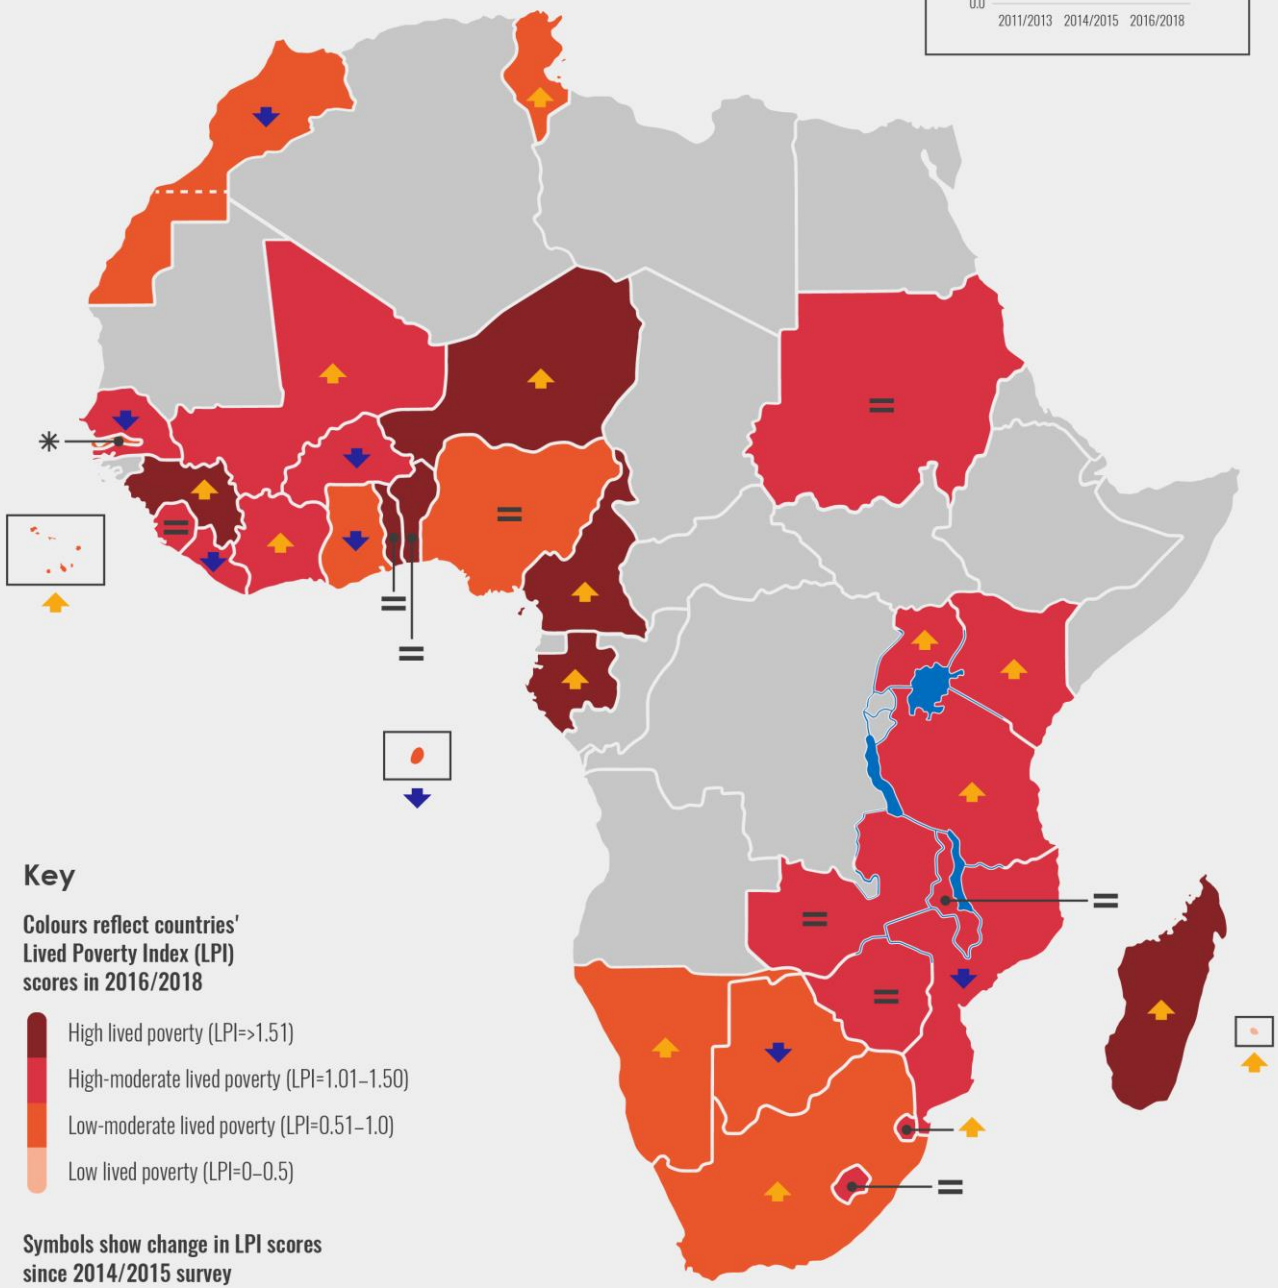 0.0
2011/2013 2014/2015 2016/2018
Key
Colours reflect countries'
Lived Poverty Index (LPI)
scores in 2016/2018
High lived poverty (LPI=>1.51)
High-moderate lived poverty (LPI=1.01–1.50)
Low-moderate lived poverty (LPI=0.51–1.0)
Low lived poverty (LPI=0–0.5)
Symbols show change in LPI scores
since 2014/2015 survey